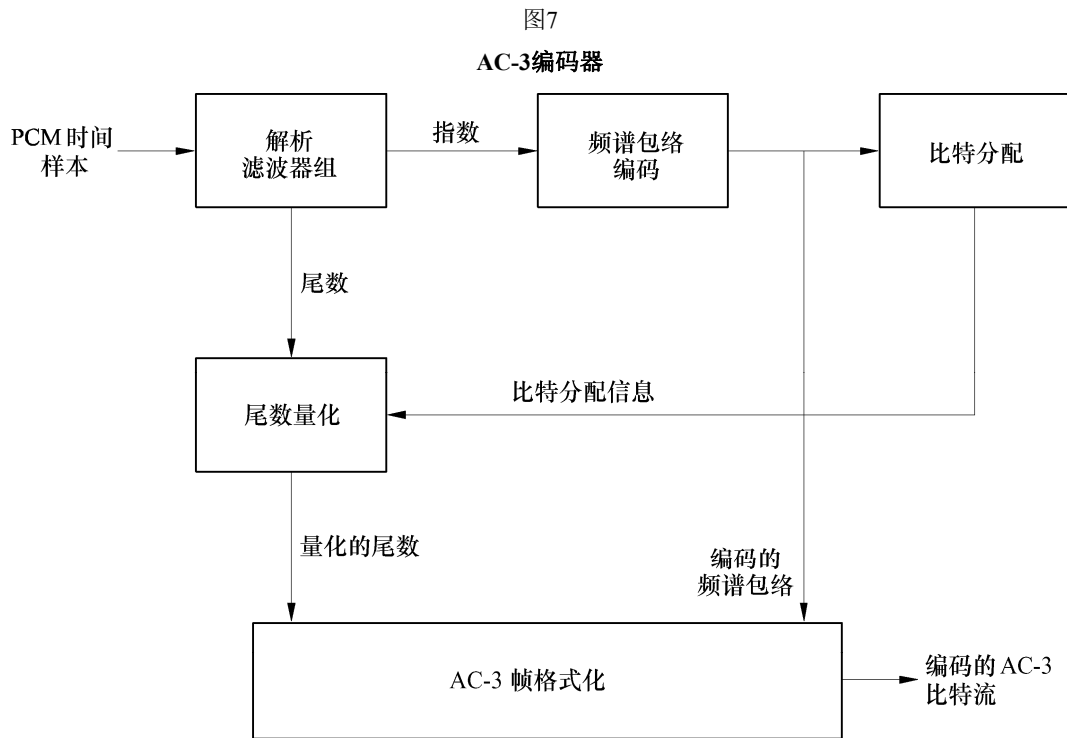 图7
AC-3编码器
PCM 时间
样本
解析
滤波器组
指数
频谱包络
编码
比特分配
尾数
尾数量化
比特分配信息
量化的尾数
编码的
频谱包络
AC-3 帧格式化
编码的 AC-3
比特流